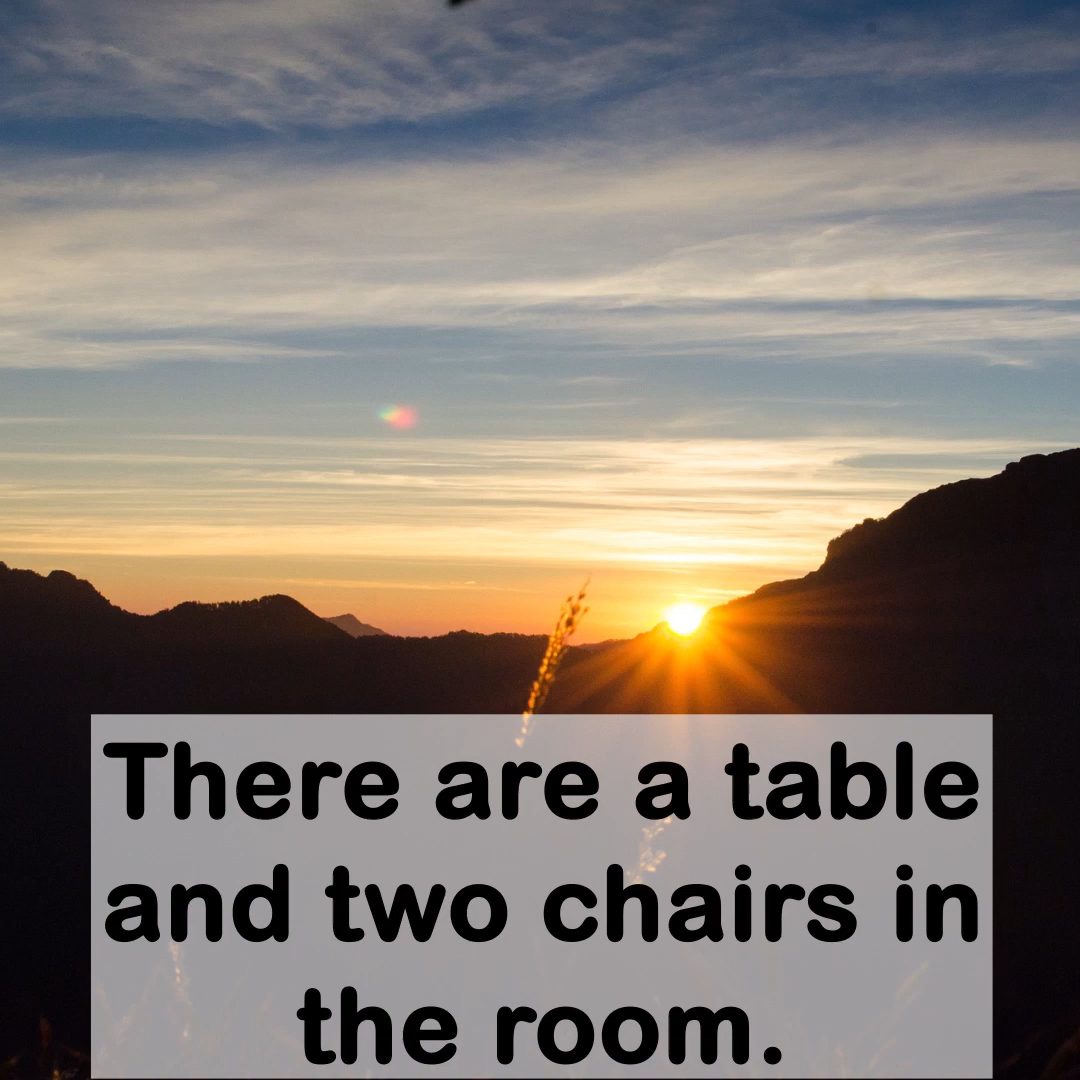 There are a table
and two chairs in
the room.